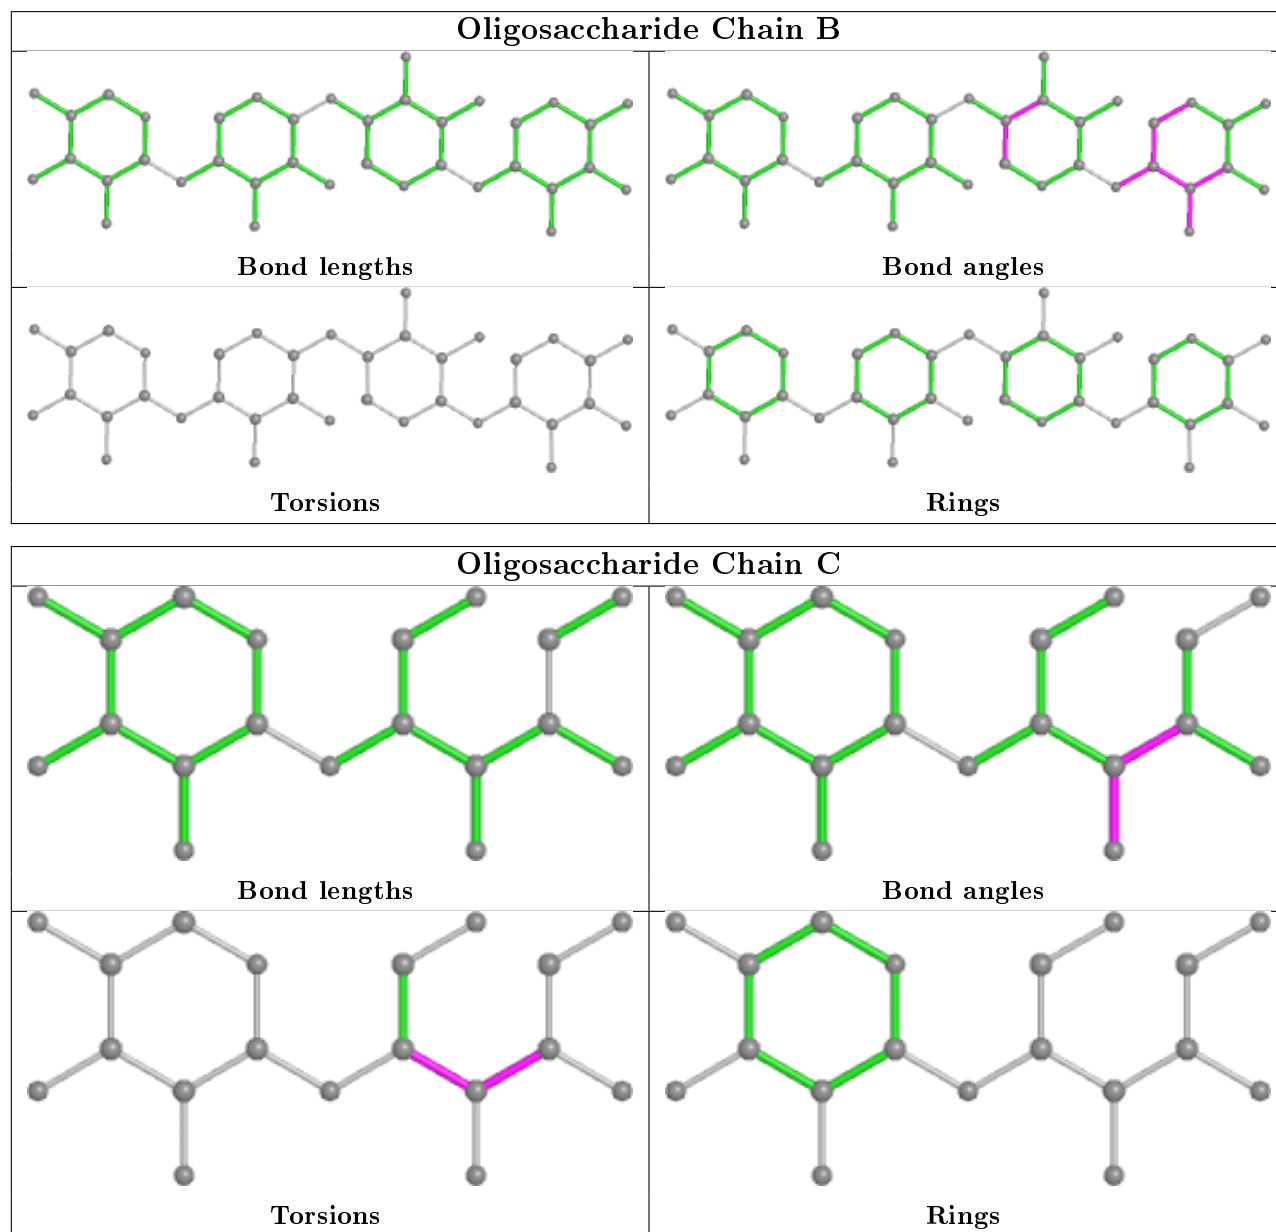 Oligosaccharide Chain B
Bond lengths
Bond angles
Torsions
Rings
Oligosaccharide Chain C
Bond lengths
Bond angles
Torsions
Rings